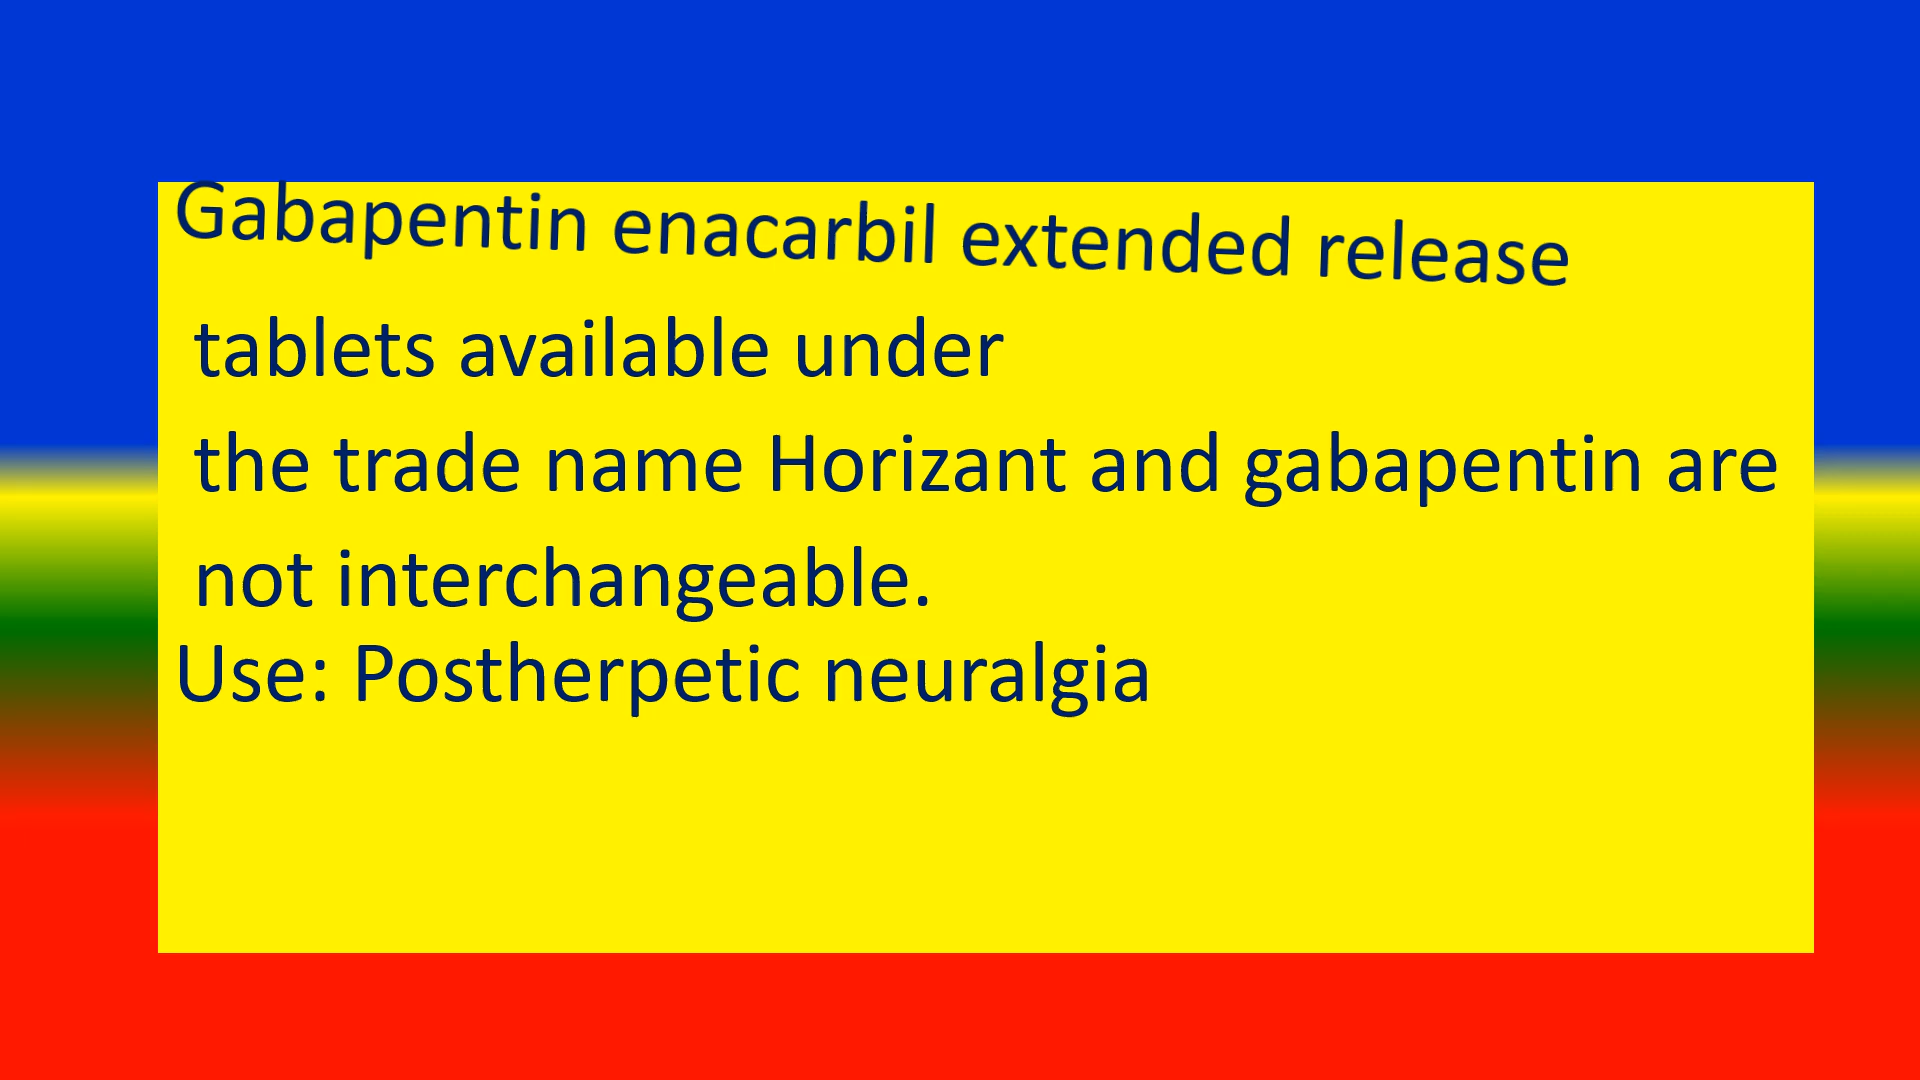 Gabapentin enacarbil extended release
tablets available under
the trade name Horizant and gabapentin are
not interchangeable.
Use: Postherpetic neuralgia